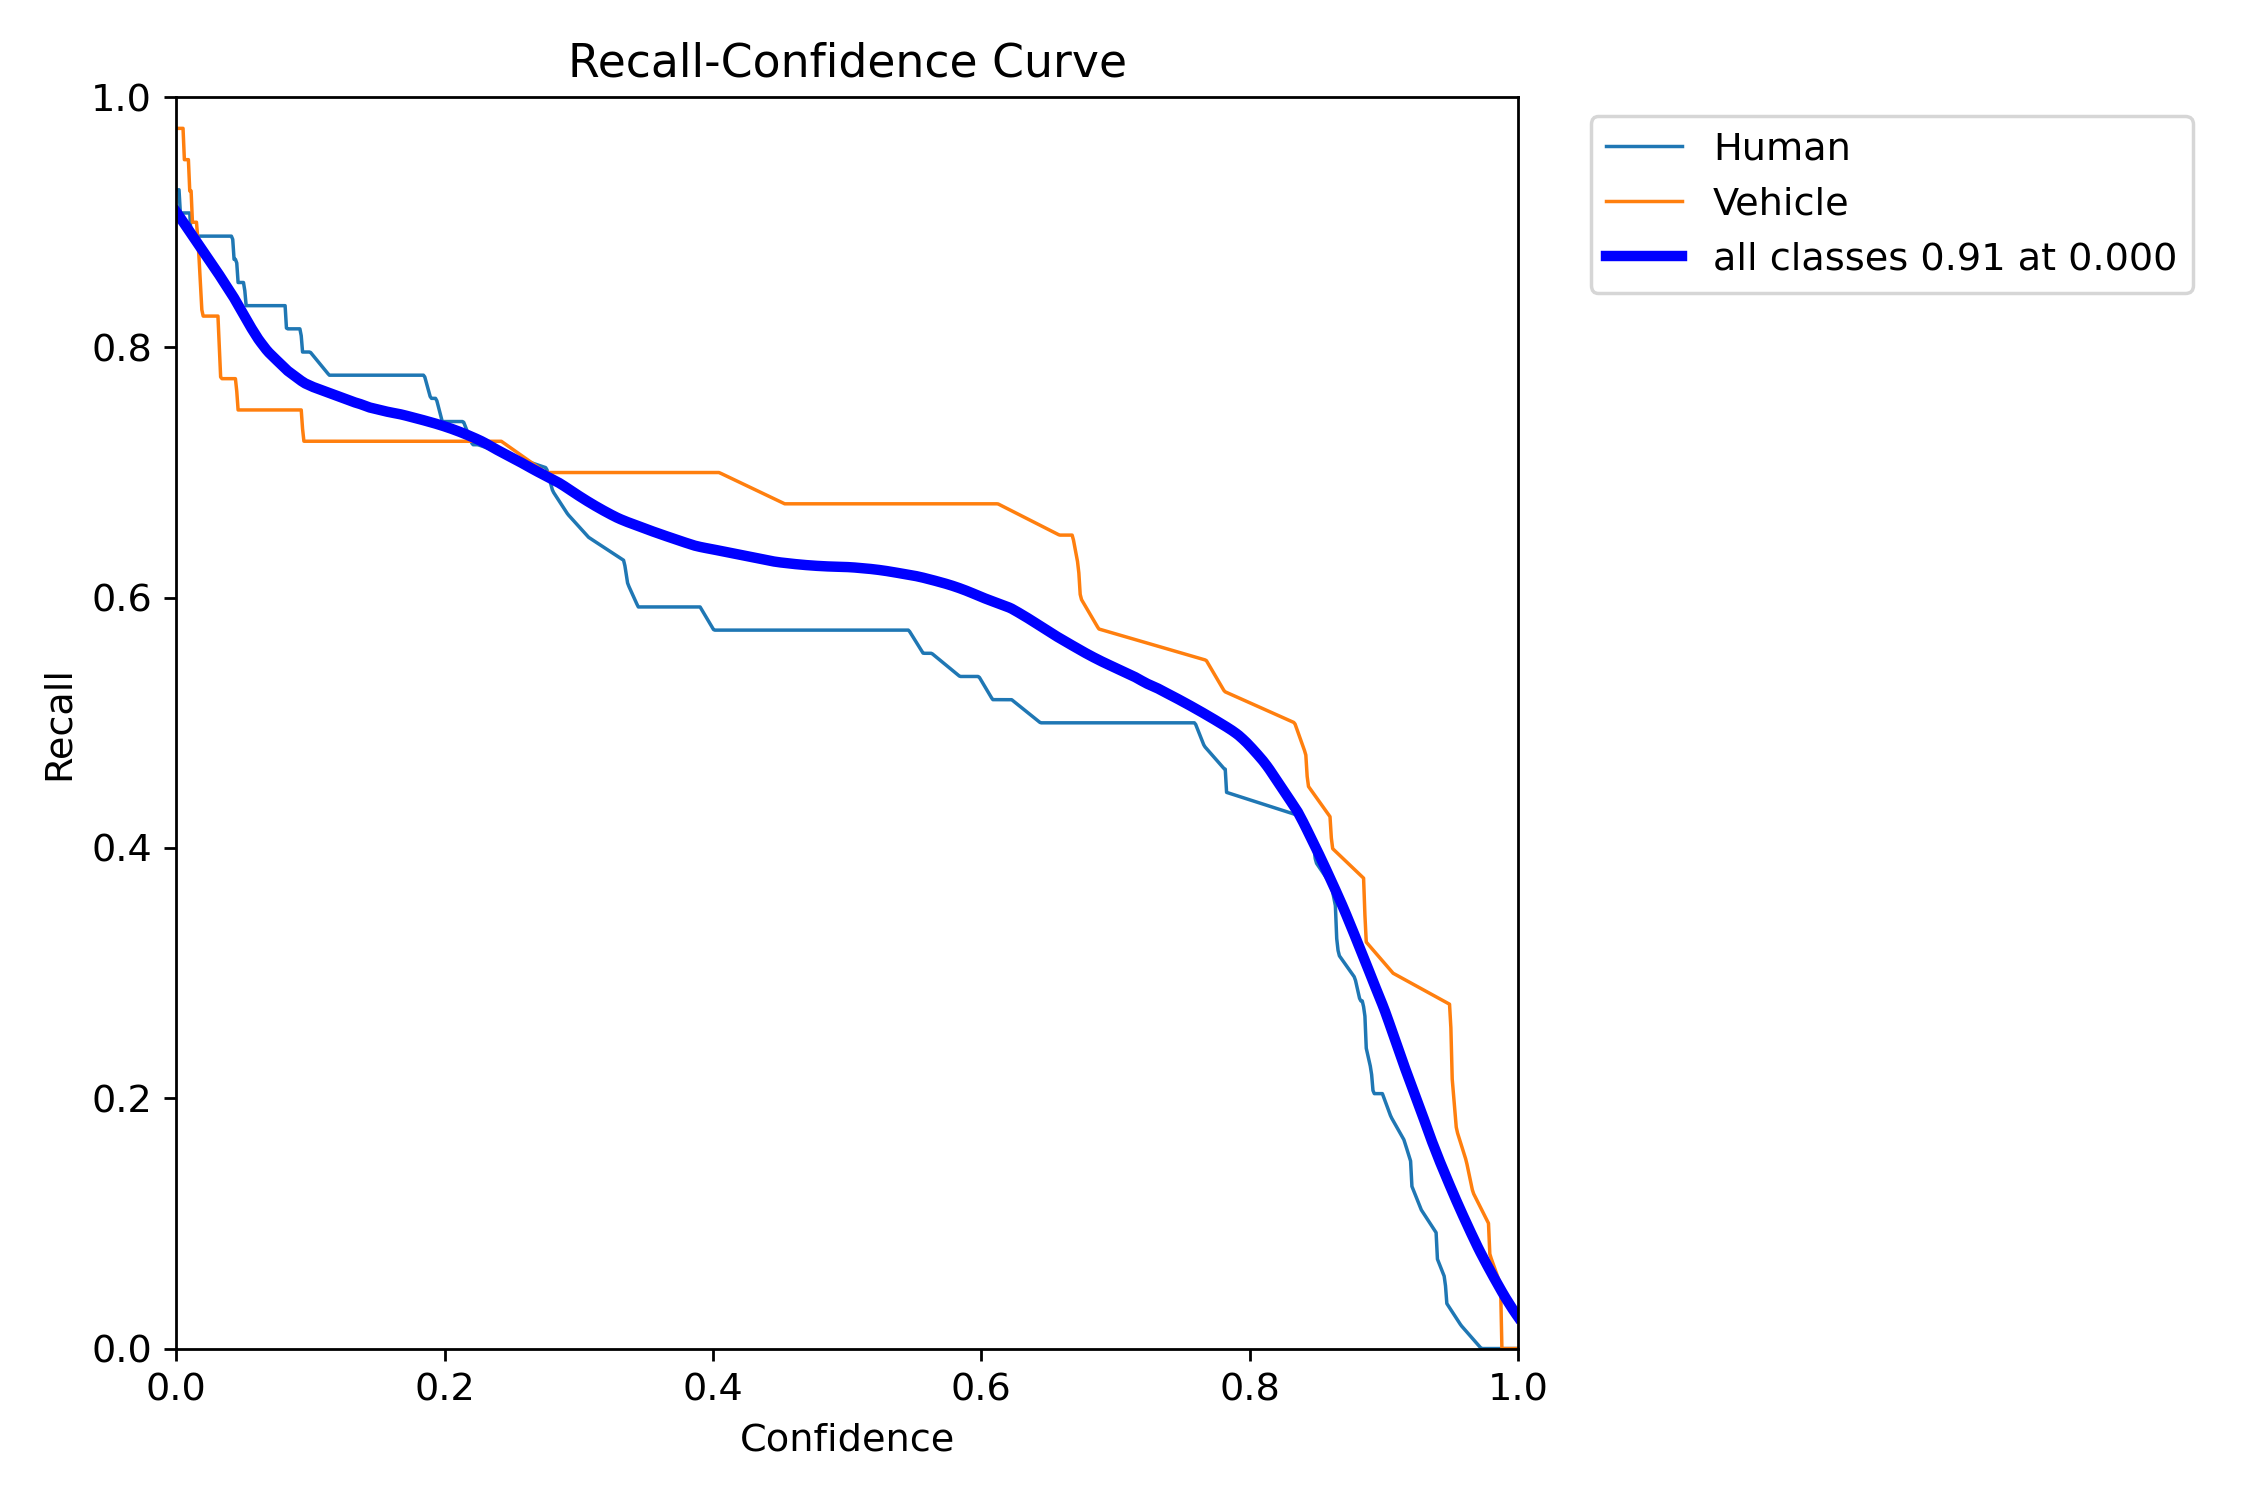 Recall-Confidence Curve
Human
Vehicle
all classes 0.91 at 0.000
1.0
0.8
0.6
0.4
0.2
0.0
Recall
0.0 0.2 0.4 0.6 0.8 1.0
Confidence